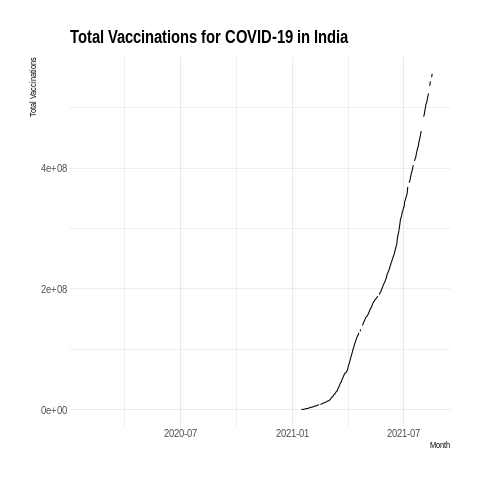 Total Vaccinations for COVID-19 in India
Total Vaccinations
4e+08
2e+08
0e+00
2020-07
2021-01
2021-07
Month